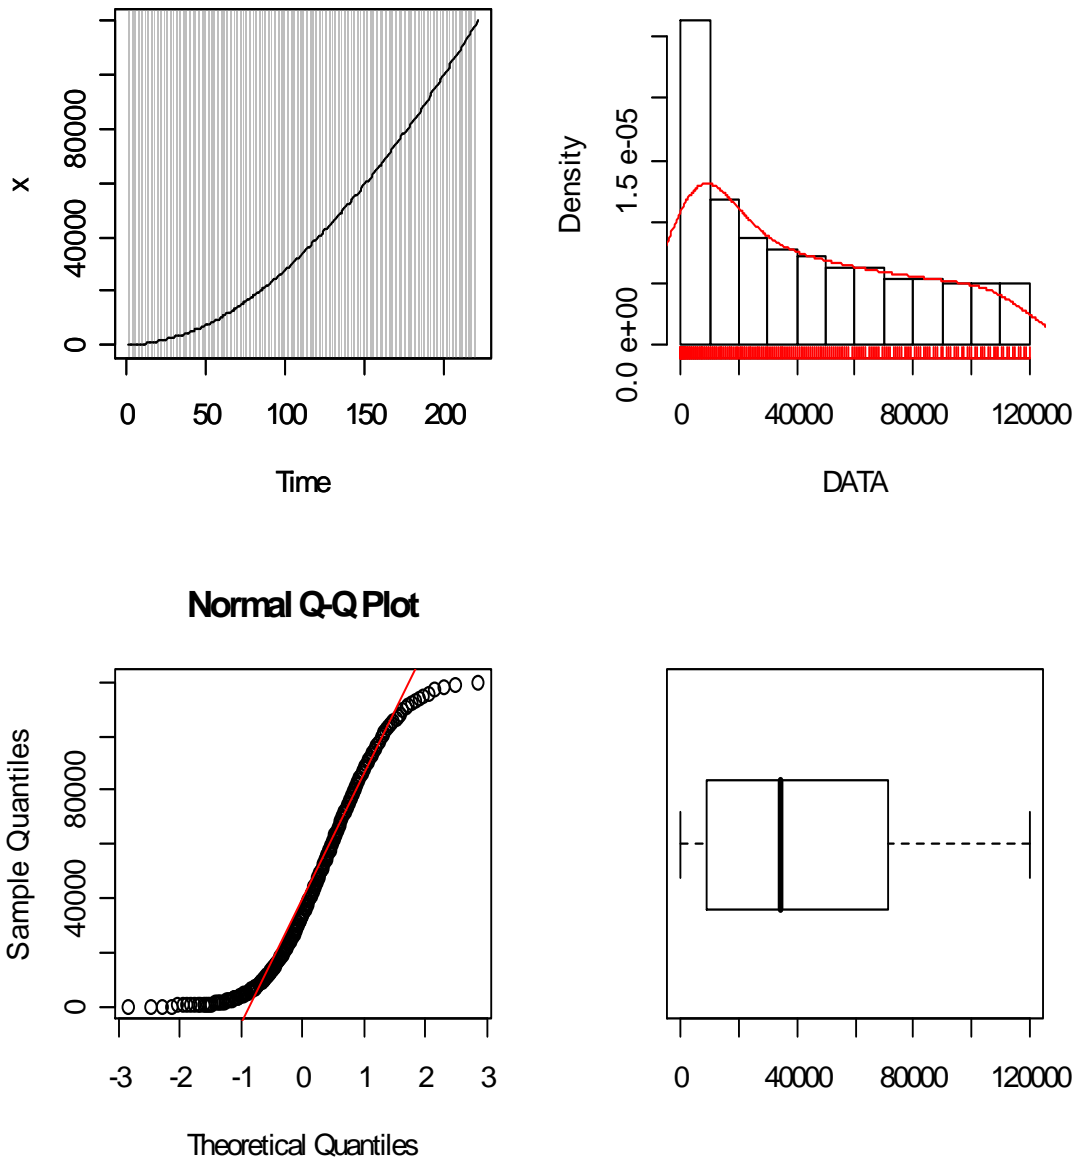 x
0 40000 80000
0 50 100 150 200
Time
Density
0.0 e+00 1.5 e-05
0 40000 80000 120000
DATA
Normal Q-Q Plot
Sample Quantiles
0 40000 80000
-3 -2 -1 0 1 2 3
Theoretical Quantiles
0 40000 80000 120000